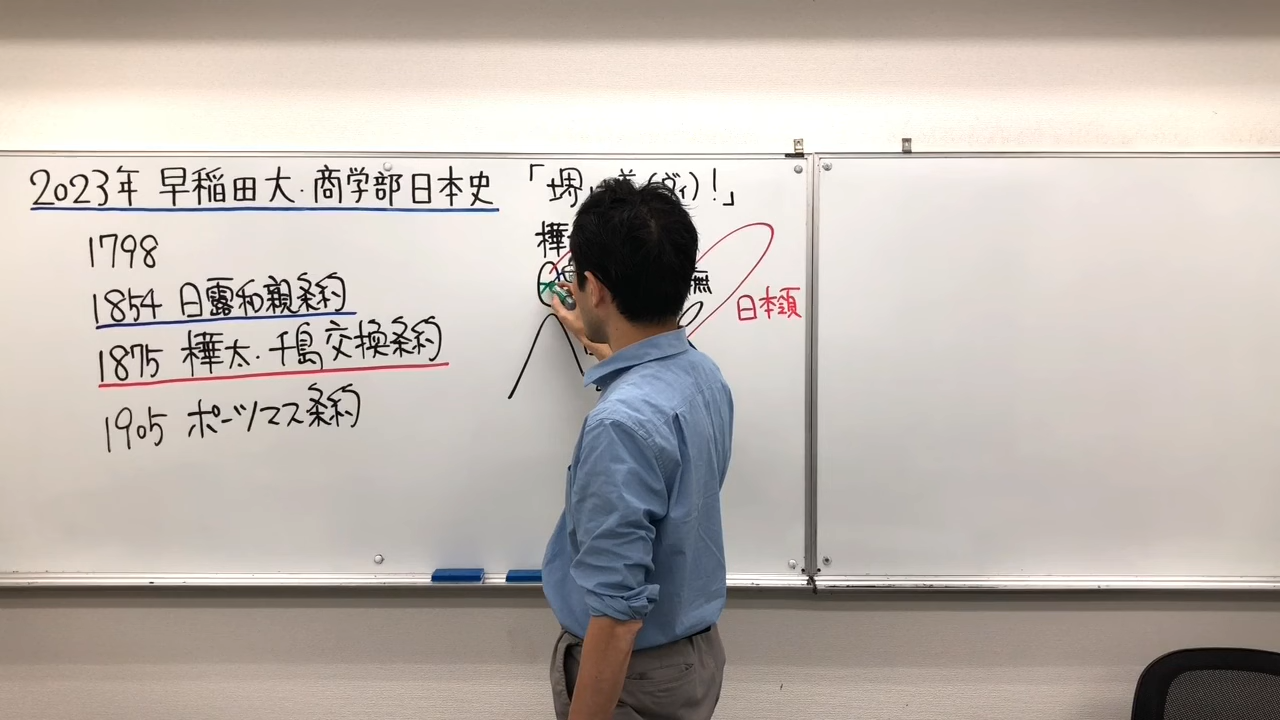 2023年 早稲田大・商学部日本史
1798
1854 日露和親条約
1875 樺太・千島交換条約
1905 ポーツマス条約
「堺 ィ)!」
樺
撫
日本領